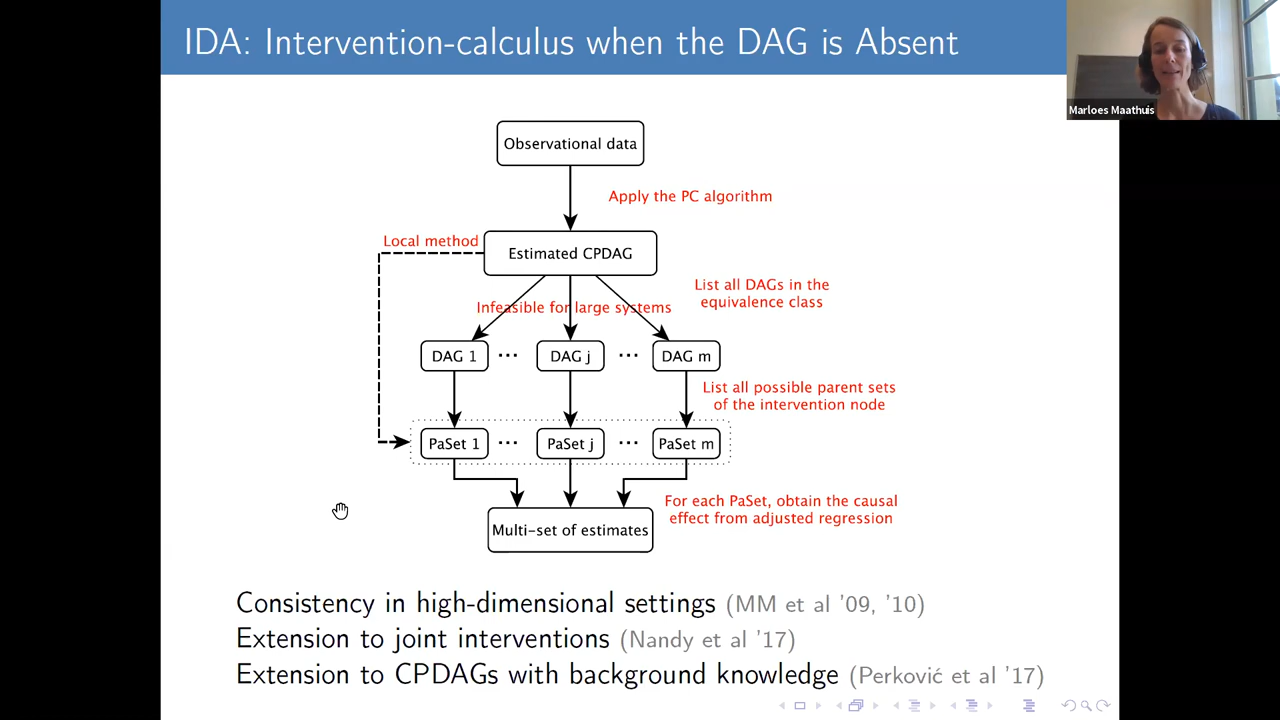 IDA: Intervention-calculus when the DAG is Absent
Marloes Maathuis
Observational data
Apply the PC algorithm
Local method
Estimated CPDAG
List all DAGs in the
equivalence class
Infeasible for large systems
DAG 1 ··· DAG j ··· DAG m
List all possible parent sets
of the intervention node
PaSet 1 ··· PaSet j ··· PaSet m
For each PaSet, obtain the causal
effect from adjusted regression
Multi-set of estimates
Consistency in high-dimensional settings (MM et al '09, '10)
Extension to joint interventions (Nandy et al '17)
Extension to CPDAGs with background knowledge (Perković et al '17)